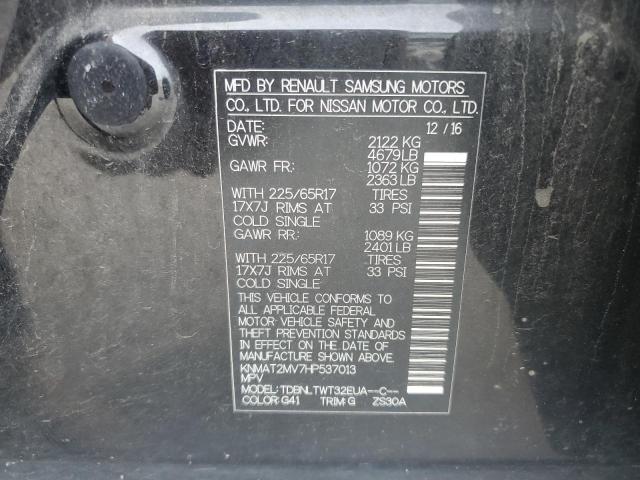 MFD BY RENAULT SAMSUNG MOTORS
CO., LTD. FOR NISSAN MOTOR CO., LTD.
DATE: 12 / 16
GVWR: 2122 KG
4679 LB
GAWR FR: 1072 KG
2363 LB
WITH 225/65R17 TIRES
17X7J RIMS AT 33 PSI
COLD SINGLE
GAWR RR: 1089 KG
2401 LB
WITH 225/65R17 TIRES
17X7J RIMS AT 33 PSI
COLD SINGLE
THIS VEHICLE CONFORMS TO
ALL APPLICABLE FEDERAL
MOTOR VEHICLE SAFETY AND
THEFT PREVENTION STANDARDS
IN EFFECT ON THE DATE OF
MANUFACTURE SHOWN ABOVE.
KNMAT2MV7HP537013
MPV
MODEL: TDBNLTWT32EUA--C--
COLOR: G41 TRIM: G ZS30A